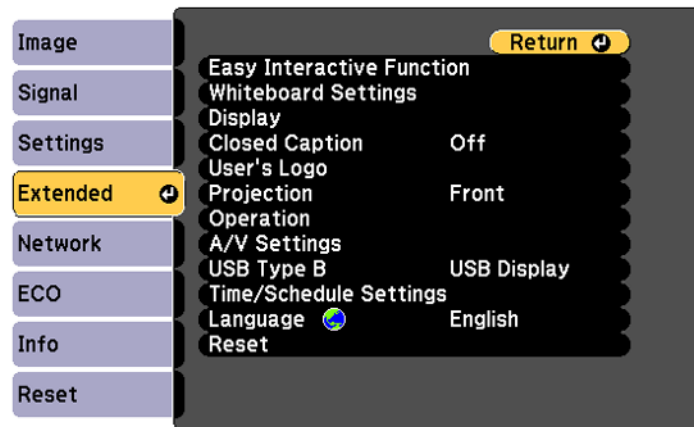 Image
Signal
Settings
Extended
Network
ECO
Info
Reset
Return
Easy Interactive Function
Whiteboard Settings
Display
Closed Caption Off
User's Logo
Projection Front
Operation
A/V Settings
USB Type B USB Display
Time/Schedule Settings
Language English
Reset